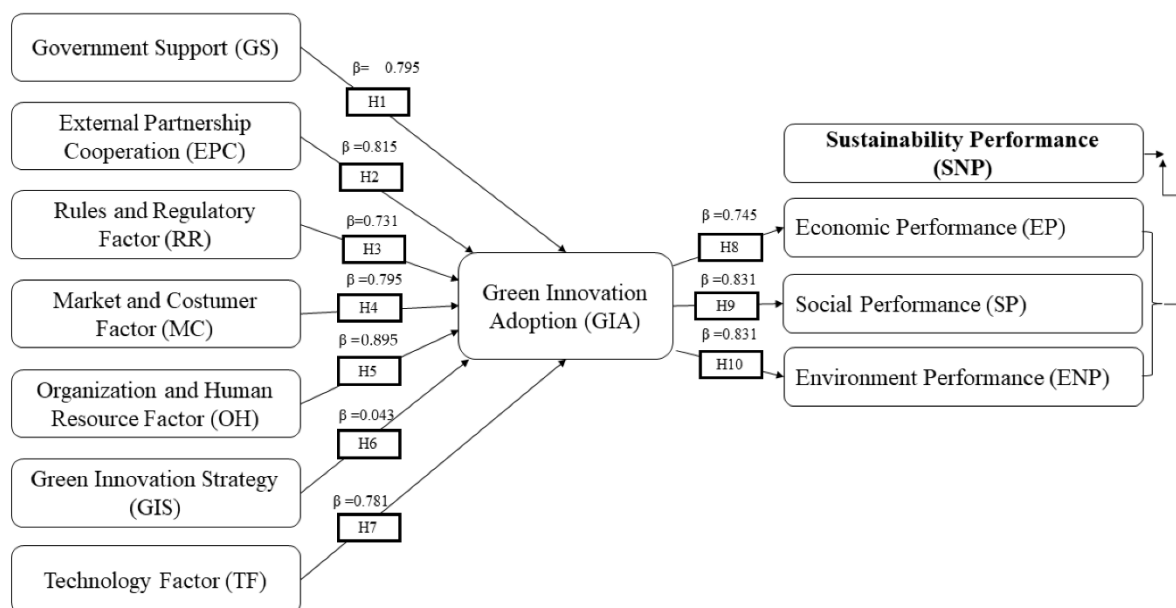 Government Support (GS)
External Partnership
Cooperation (EPC)
Rules and Regulatory
Factor (RR)
Market and Costumer
Factor (MC)
Organization and Human
Resource Factor (OH)
Green Innovation Strategy
(GIS)
Technology Factor (TF)
β= 0.795
H1
β =0.815
H2
β=0.731
H3
β=0.795
H4
β =0.895
H5
β =0.043
H6
β =0.781
H7
Green Innovation
Adoption (GIA)
β =0.745
H8
β =0.831
H9
β =0.831
H10
Sustainability Performance
(SNP)
Economic Performance (EP)
Social Performance (SP)
Environment Performance (ENP)